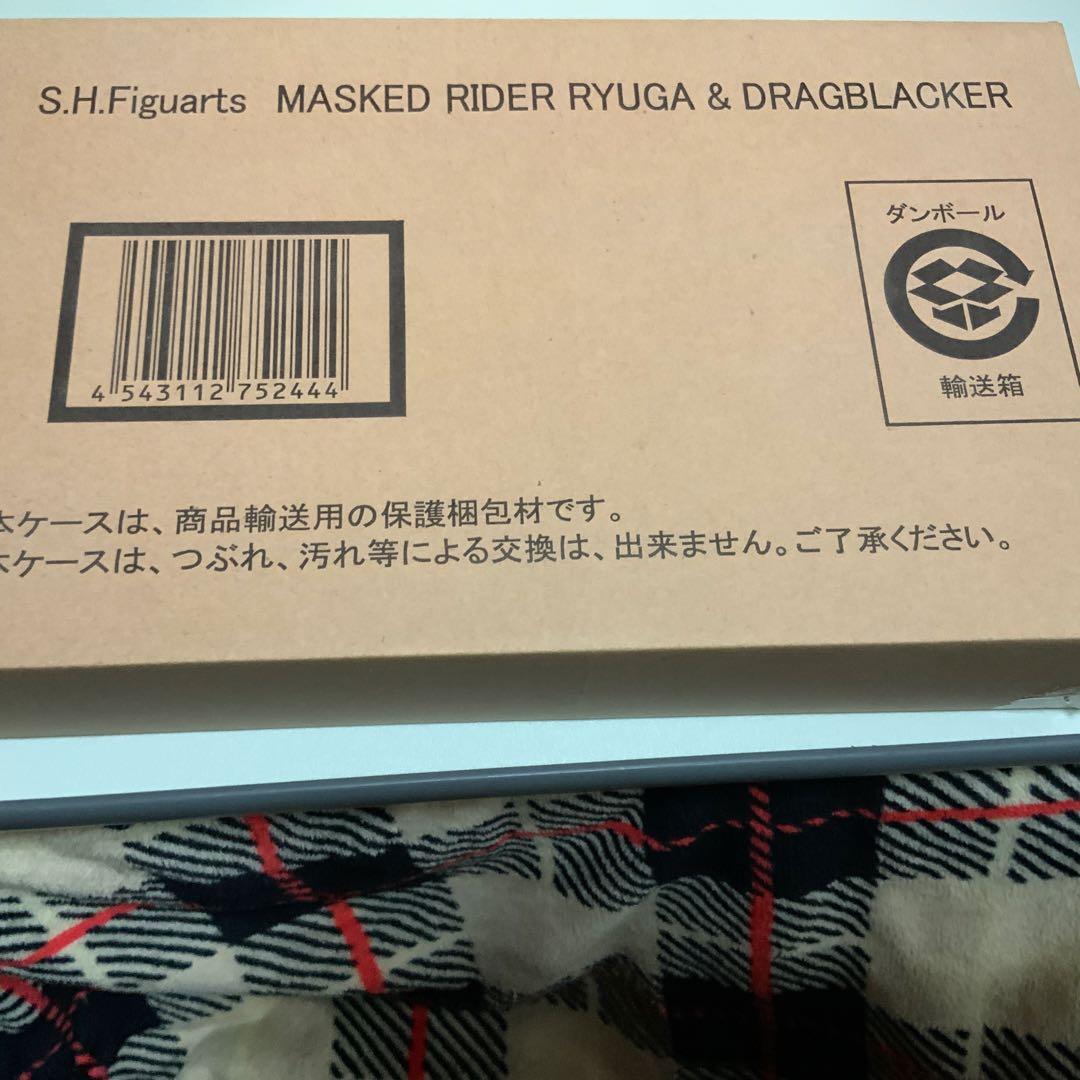 S.H.Figuarts MASKED RIDER RYUGA & DRAGBLACKER
ダンボール
輸送箱
4 543112 752444
本ケースは、商品輸送用の保護梱包材です。
本ケースは、つぶれ、汚れ等による交換は、出来ません。ご了承ください。